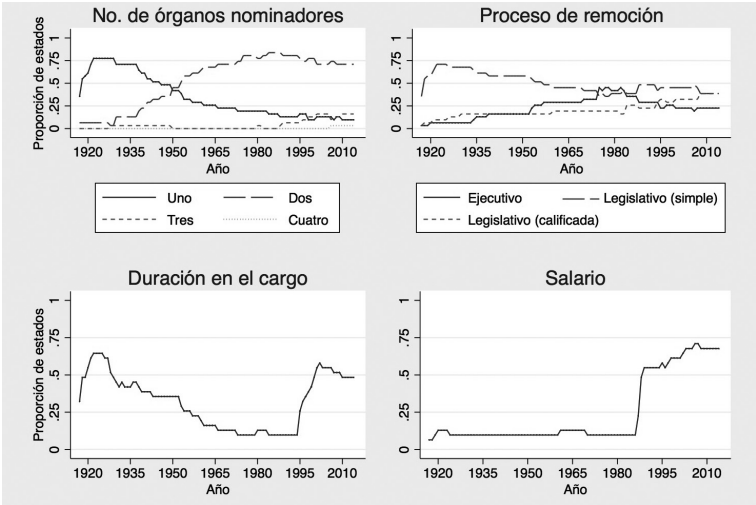 No. de órganos nominadores
Proporción de estados
1
.75
.5
.25
0
1920 1935 1950 1965 1980 1995 2010
Año
Uno Dos
Tres Cuatro
Proceso de remoción
1
.75
.5
.25
0
1920 1935 1950 1965 1980 1995 2010
Año
Ejecutivo Legislativo (simple)
Legislativo (calificada)
Duración en el cargo
Proporción de estados
1
.75
.5
.25
0
1920 1935 1950 1965 1980 1995 2010
Año
Salario
1
.75
.5
.25
0
1920 1935 1950 1965 1980 1995 2010
Año